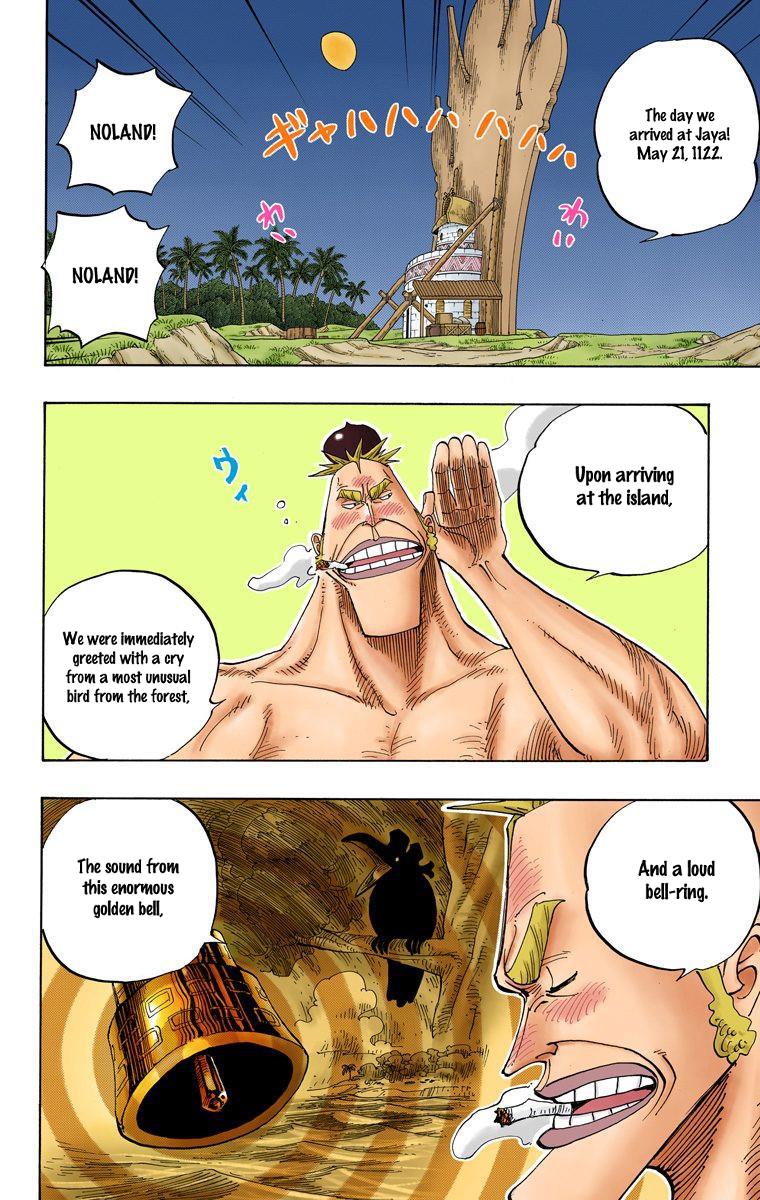 The day we
arrived at Jaya!
May 21, 1122.
NOLAND!
ギャハハハハハハ
わい
わい
NOLAND!
Upon arriving
at the island,
ウィ
We were immediately
greeted with a cry
from a most unusual
bird from the forest,
And a loud
bell-ring.
The sound from
this enormous
golden bell,